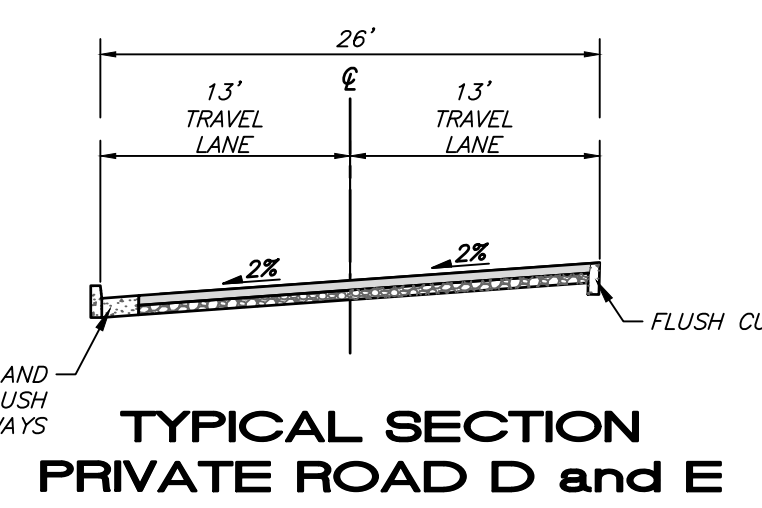 26'
℄
13'
TRAVEL
LANE
13'
TRAVEL
LANE
2%
2%
FLUSH
AND
TYPICAL SECTION
PRIVATE ROAD D and E